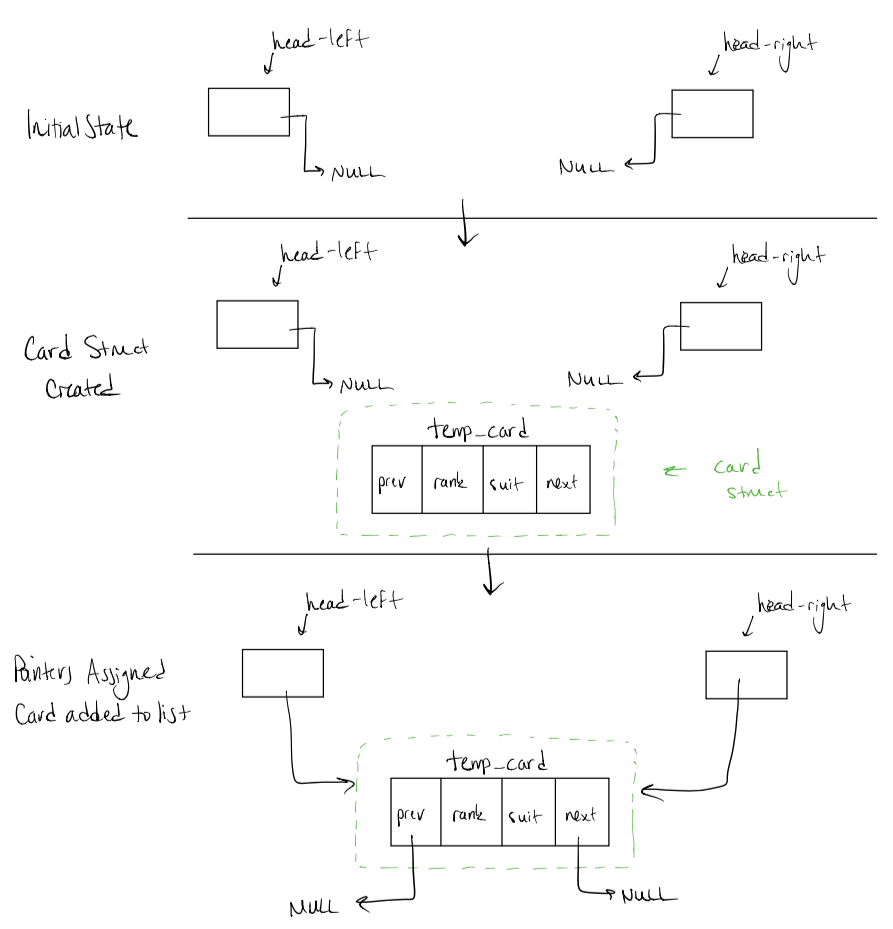 head-left
head-right
Initial State
NULL
NULL
head-left
head-right
Card Struct
Created
NULL
NULL
temp_card
prev rank suit next
← card
struct
head-left
head-right
Pointers Assigned
Card added to list
temp_card
prev rank suit next
NULL
NULL